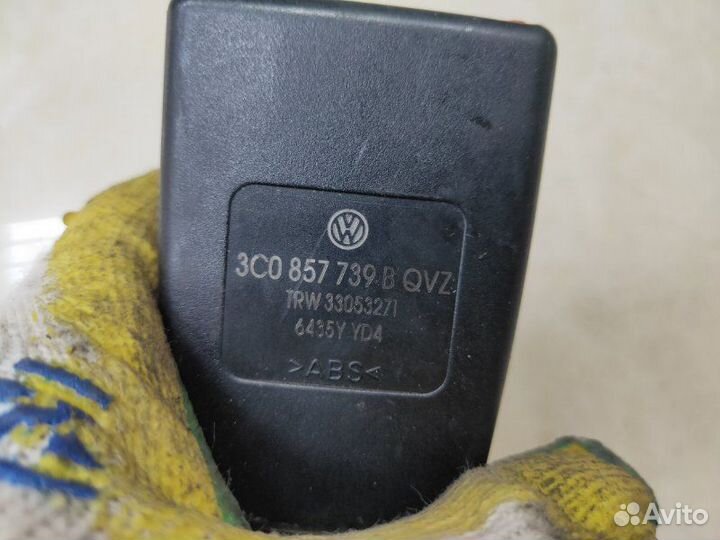 3C0 857 739 B QVZ
TRW 33053271
6435Y YD4
>ABS<
Avito